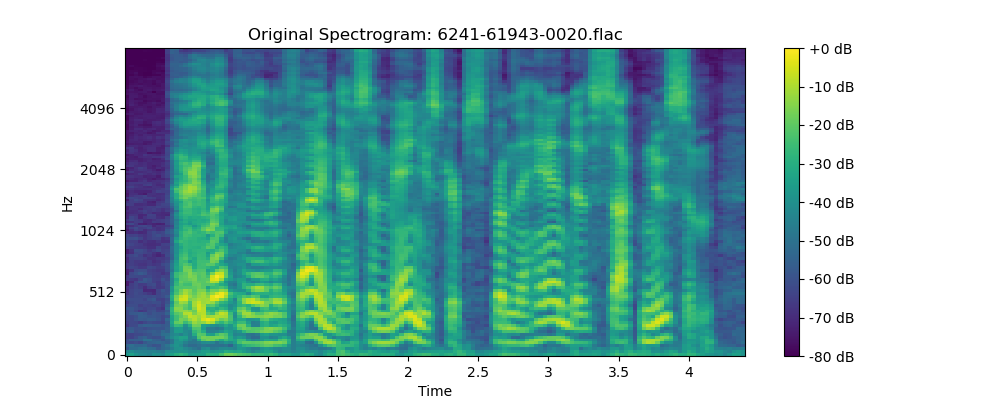 Original Spectrogram: 6241-61943-0020.flac
Hz
4096
2048
1024
512
0
0 0.5 1 1.5 2 2.5 3 3.5 4
Time
+0 dB
-10 dB
-20 dB
-30 dB
-40 dB
-50 dB
-60 dB
-70 dB
-80 dB